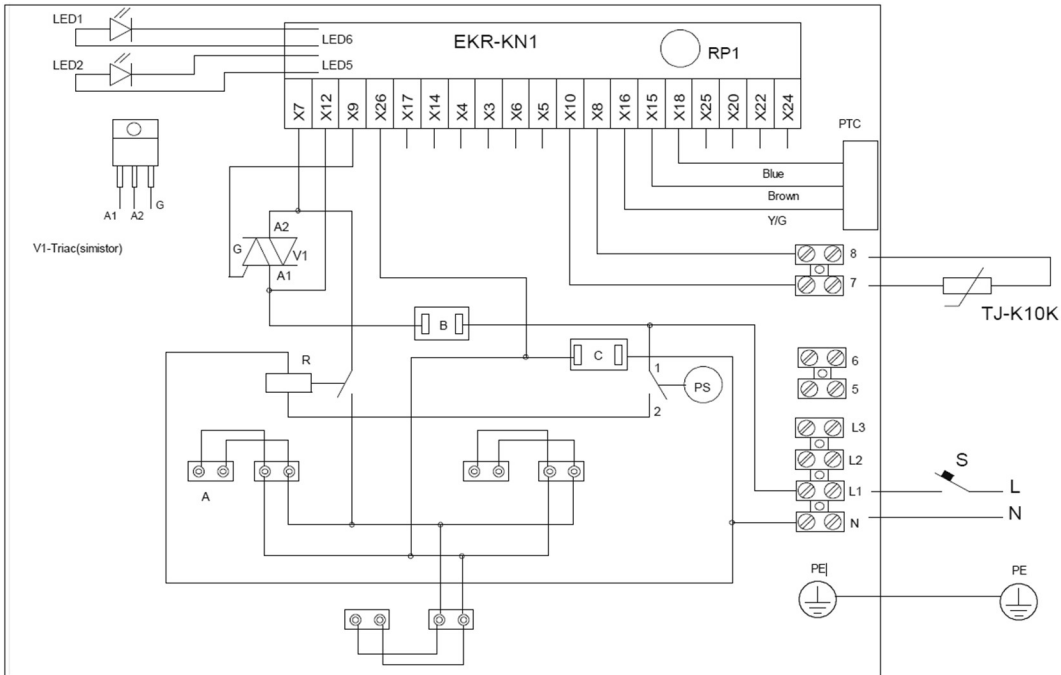 LED1
LED6
LED2
LED5
EKR-KN1
RP1
X7 X12 X9 X26 X17 X14 X4 X3 X6 X5 X10 X8 X16 X15 X18 X25 X20 X22 X24
PTC
Blue
Brown
Y/G
A1 A2 G
V1-Triac(simistor)
A2
G
V1
A1
8
7
TJ-K10K
B
C
R
1
PS
2
6
5
L3
L2
L1
N
S
L
N
A
PE
PE